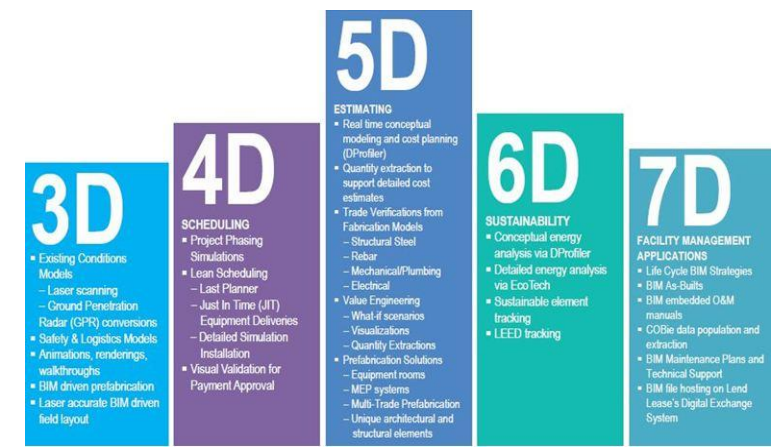 3D
▪ Existing Conditions
Models
– Laser scanning
– Ground Penetration
Radar (GPR) conversions
▪ Safety & Logistics Models
▪ Animations, renderings,
walkthroughs
▪ BIM driven prefabrication
▪ Laser accurate BIM driven
field layout
4D
SCHEDULING
▪ Project Phasing
Simulations
▪ Lean Scheduling
– Last Planner
– Just In Time (JIT)
Equipment Deliveries
– Detailed Simulation
Installation
▪ Visual Validation for
Payment Approval
5D
ESTIMATING
▪ Real time conceptual
modeling and cost planning
(DProfiler)
▪ Quantity extraction to
support detailed cost
estimates
▪ Trade Verifications from
Fabrication Models
– Structural Steel
– Rebar
– Mechanical/Plumbing
– Electrical
▪ Value Engineering
– What-if scenarios
– Visualizations
– Quantity Extractions
▪ Prefabrication Solutions
– Equipment rooms
– MEP systems
– Multi-Trade Prefabrication
– Unique architectural and
structural elements
6D
SUSTAINABILITY
▪ Conceptual energy
analysis via DProfiler
▪ Detailed energy analysis
via EcoTech
▪ Sustainable element
tracking
▪ LEED tracking
7D
FACILITY MANAGEMENT
APPLICATIONS
▪ Life Cycle BIM Strategies
▪ BIM As-Builts
▪ BIM embedded O&M
manuals
▪ COBie data population and
extraction
▪ BIM Maintenance Plans and
Technical Support
▪ BIM file hosting on Lend
Lease's Digital Exchange
System